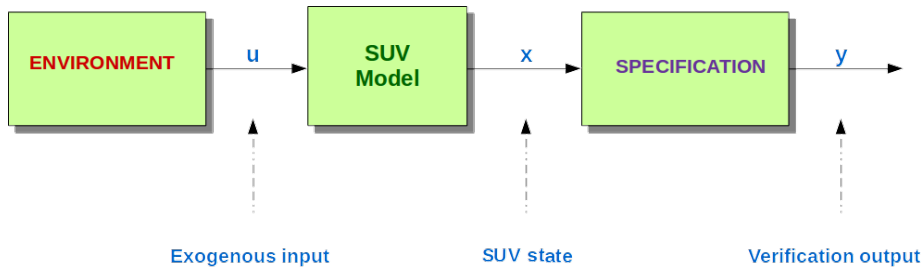 ENVIRONMENT
u
SUV
Model
x
SPECIFICATION
y
Exogenous input
SUV state
Verification output